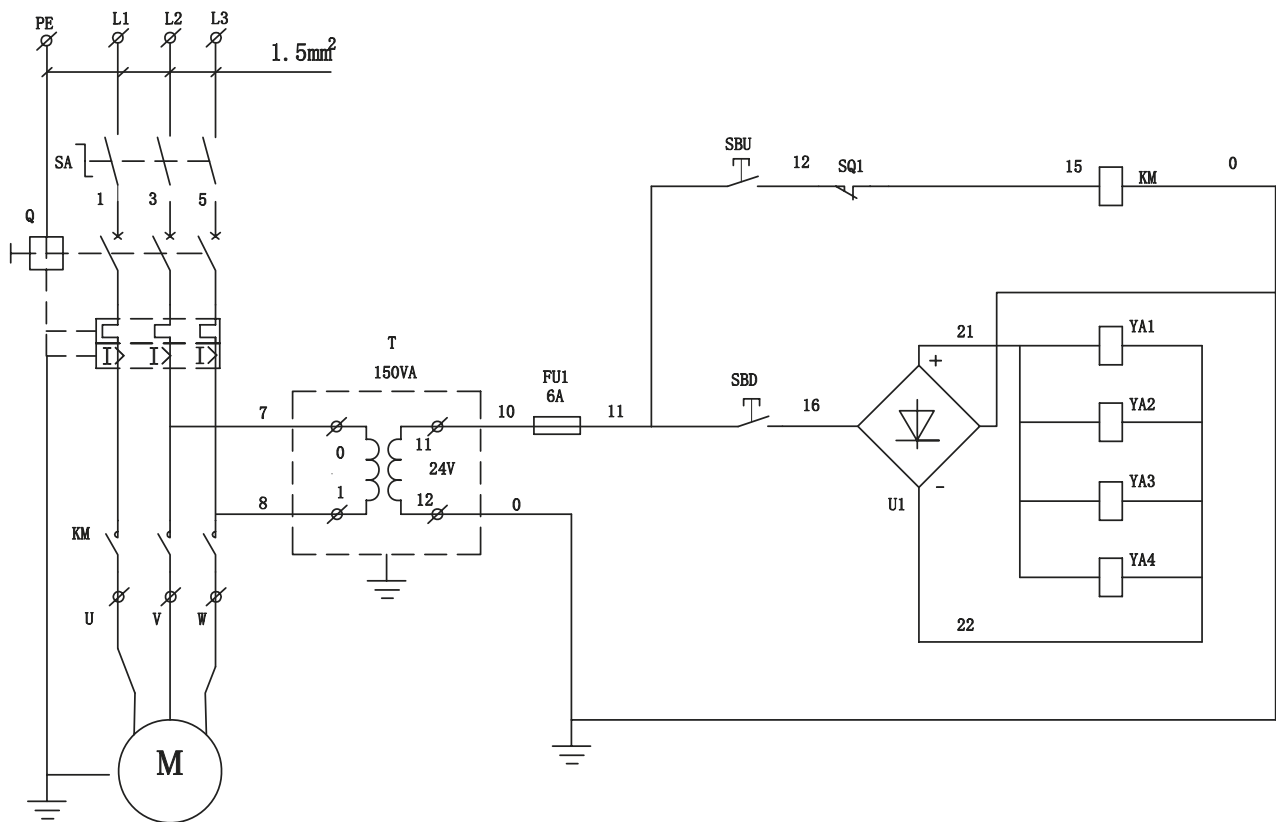 PE L1 L2 L3
1.5mm²
SA
1 3 5
Q
I> I> I>
SBU 12 SQ1 15 KM 0
T
150VA
FU1
6A
SBD
7 0 11 10 11 16
24V
8 1 12 0
21 + YA1
YA2
YA3
YA4
U1 -
22
KM
U V W
M